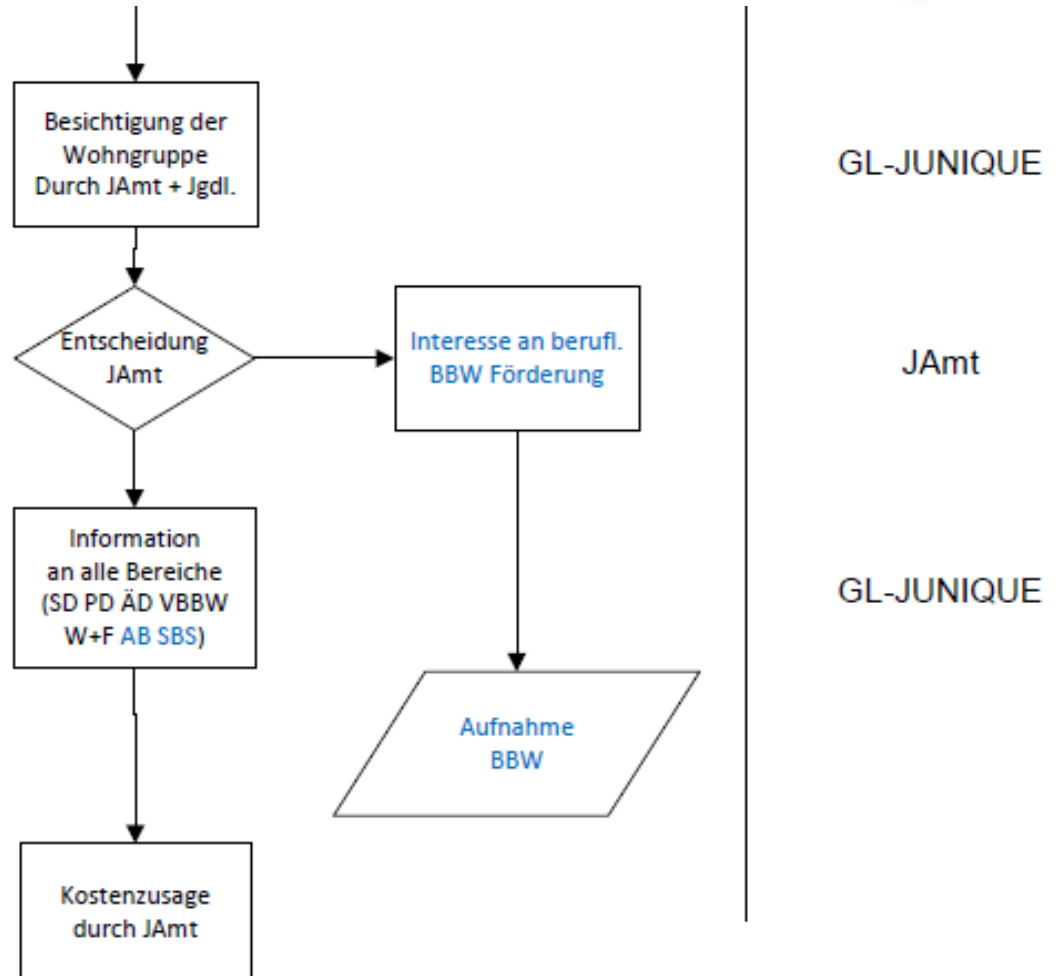 Besichtigung der
Wohngruppe
Durch JAmt + Jgdl.
GL-JUNIQUE
Entscheidung
JAmt
Interesse an berufl.
BBW Förderung
JAmt
Information
an alle Bereiche
(SD PD ÄD VBBW
W+F AB SBS)
GL-JUNIQUE
Aufnahme
BBW
Kostenzusage
durch JAmt